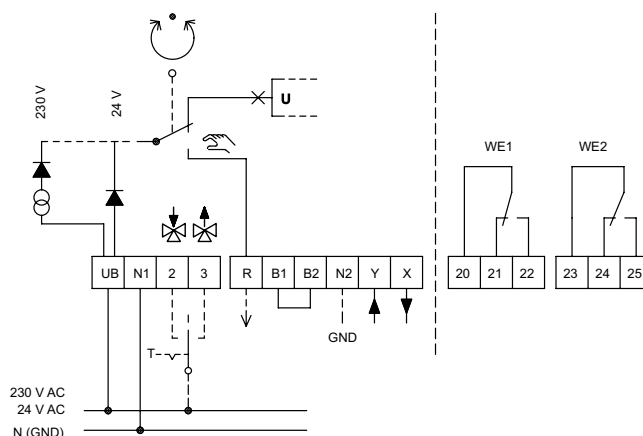 230 V
24 V
U
WE1
WE2
UB N1 2 3 R B1 B2 N2 Y X
20 21 22 23 24 25
GND
T
230 V AC
24 V AC
N (GND)